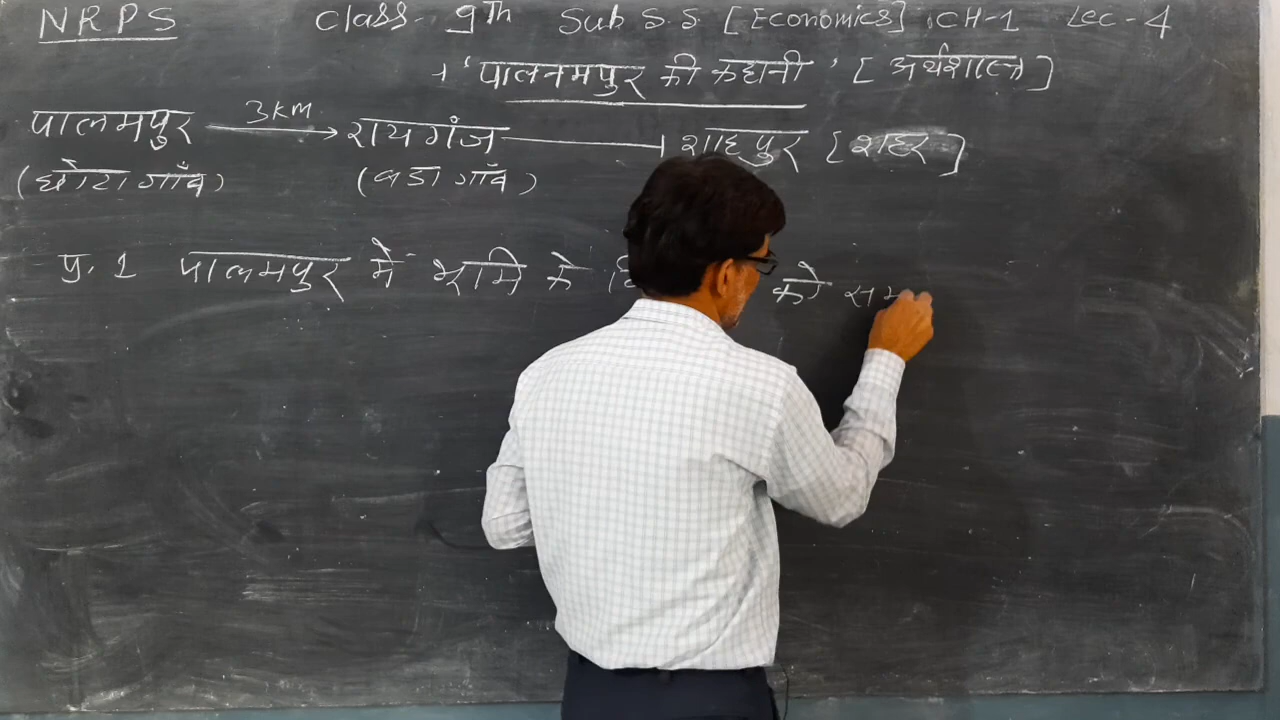 NRPS Class - 9Th Sub S.S. [Economics] CH-1 Lec-4
'पालनमपुर की कहानी' [अर्थशास्त्र]
पालमपुर 3km रायगंज शाहपुर [शहर]
(छोटा गाँव) (बडा गाँव)
प्र. 1 पालमपुर में भूमि के को